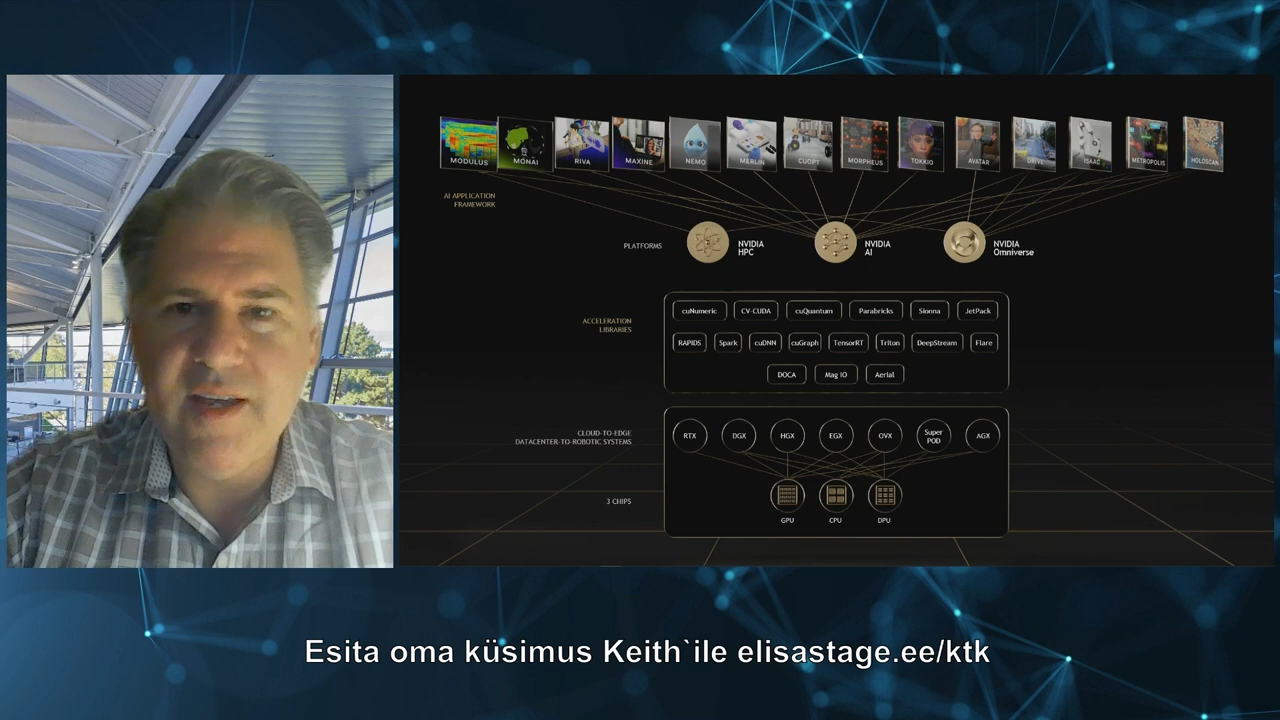 MODULUS
MONAI
RIVA
MAXINE
NEMO
MERLIN
CUOPT
MORPHEUS
TOKKIO
AVATAR
DRIVE
ISAAC
METROPOLIS
HOLOSCAN
AI APPLICATION
FRAMEWORK
PLATFORMS
NVIDIA
HPC
NVIDIA
AI
NVIDIA
Omniverse
ACCELERATION
LIBRARIES
cuNumeric
CV-CUDA
cuQuantum
Parabricks
Sionna
JetPack
RAPIDS
Spark
cuDNN
cuGraph
TensorRT
Triton
DeepStream
Flare
DOCA
Mag IO
Aerial
CLOUD-TO-EDGE
DATACENTER-TO-ROBOTIC SYSTEMS
RTX
DGX
HGX
EGX
OVX
Super
POD
AGX
3 CHIPS
GPU
CPU
DPU
Esita oma küsimus Keith`ile elisastage.ee/ktk